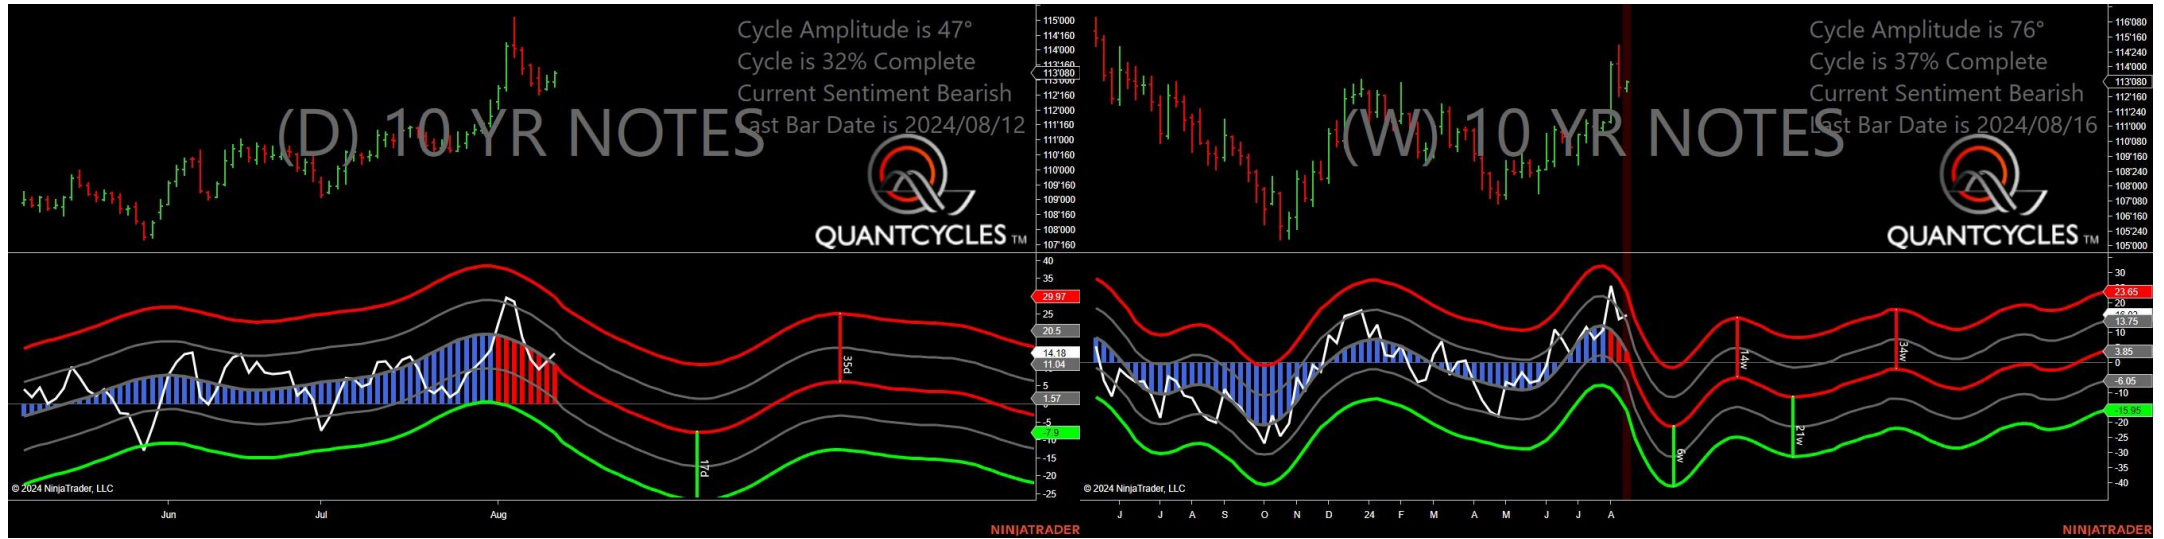 Cycle Amplitude is 47°
Cycle is 32% Complete
Current Sentiment Bearish
Last Bar Date is 2024/08/12
(D) 10 YR NOTES
QUANTCYCLES TM
115'000
114'160
114'000
113'160
113'080
113'000
112'160
112'000
111'160
111'000
110'160
110'000
109'160
109'000
108'160
108'000
107'160
40
35
29.97
25
20.5
14.18
11.04
5
1.57
0
-5
-7.9
-10
-15
-20
-25
35d
17d
© 2024 NinjaTrader, LLC
Jun Jul Aug
NINJATRADER
Cycle Amplitude is 76°
Cycle is 37% Complete
Current Sentiment Bearish
Last Bar Date is 2024/08/16
(W) 10 YR NOTES
QUANTCYCLES TM
116'080
115'160
114'240
114'000
113'080
112'160
111'240
111'000
110'080
109'160
108'240
108'000
107'080
106'160
105'240
105'000
30
23.65
20
13.75
10
3.85
0
-6.05
-10
-15.95
-20
-25
-30
-35
-40
14w
34w
6w
21w
© 2024 NinjaTrader, LLC
J J A S O N D 24 F M A M J J A
NINJATRADER